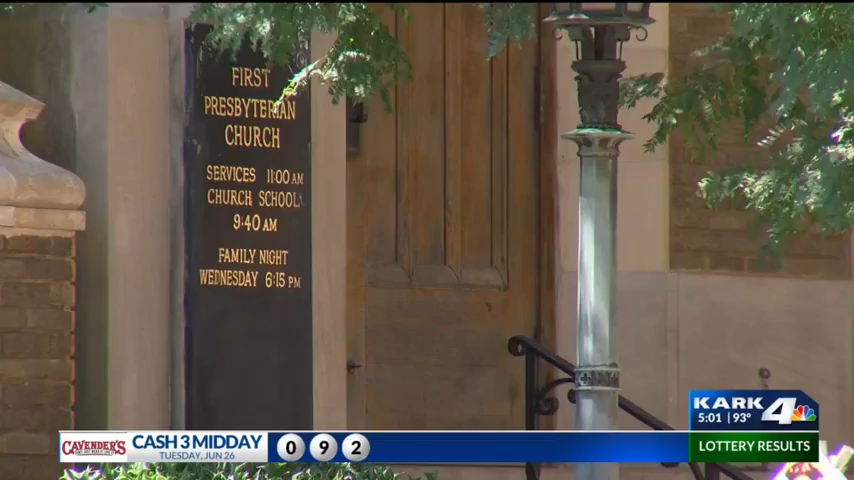 FIRST
PRESBYTERIAN
CHURCH
SERVICES 11:00 AM
CHURCH SCHOOL
9:40 AM
FAMILY NIGHT
WEDNESDAY 6:15 PM
KARK 4
5:01 | 93°
CAVENDER'S
CASH 3 MIDDAY
TUESDAY, JUN 26
0 9 2
LOTTERY RESULTS